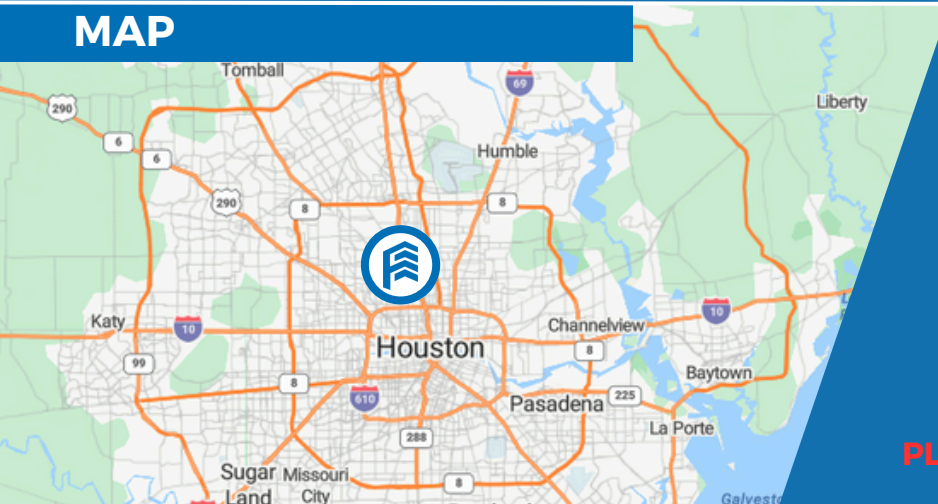 MAP
Tomball
69
290
Liberty
6
6
Humble
290
8
8
Katy
10
10
Channelview
Houston
8
99
Baytown
8
610
Pasadena
225
La Porte
288
Sugar
Land
Missouri
City
8
PL